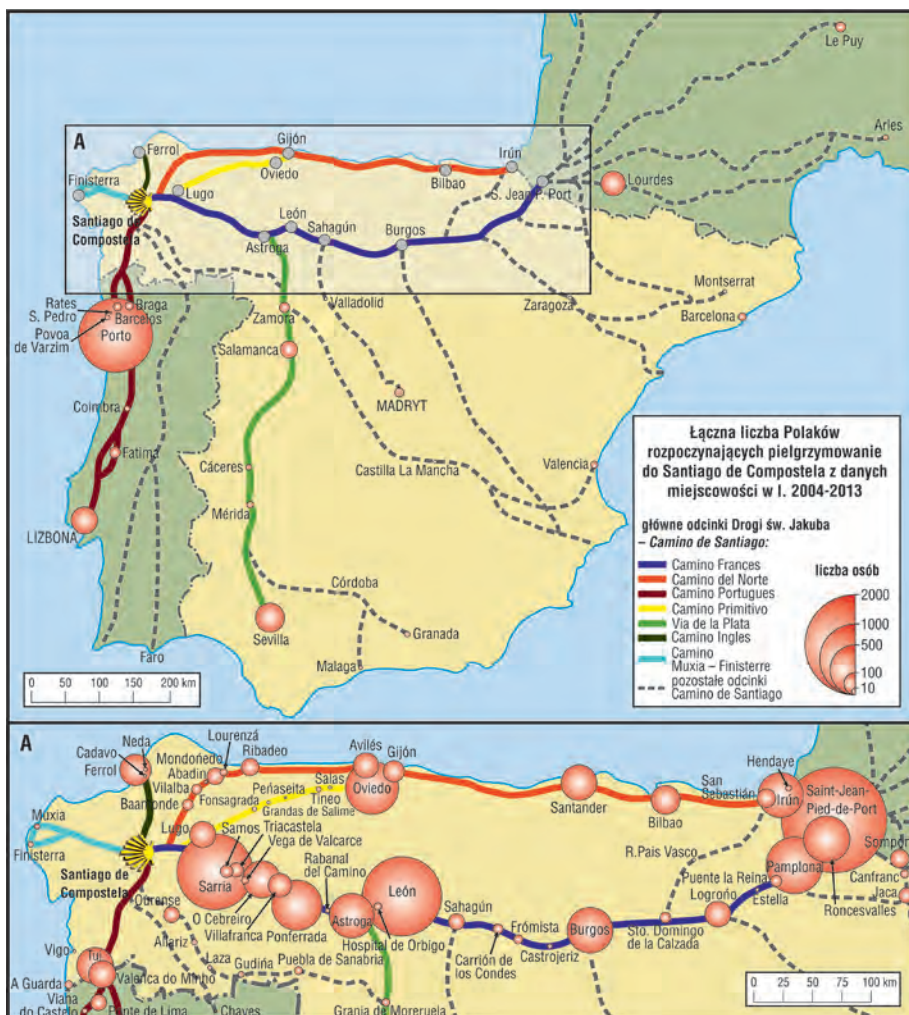 Le Puy
A
Ferrol
Gijón
Arles
Finisterra
Oviedo
Irún
Bilbao
Lourdes
Lugo
S. Jean P. Port
Santiago de
Compostela
León
Sahagún
Burgos
Astroga
Montserrat
Rates
S. Pedro
Braga
Barcelos
Povoa
de Varzim
Porto
Valladolid
Zaragoza
Barcelona
Zamora
Salamanca
MADRYT
Coimbra
Fatima
Cáceres
Castilla La Mancha
Valencia
Mérida
LIZBONA
Córdoba
Sevilla
Granada
Faro
Malaga
0 50 100 150 200 km
Łączna liczba Polaków
rozpoczynających pielgrzymowanie
do Santiago de Compostela z danych
miejscowości w l. 2004-2013
główne odcinki Drogi św. Jakuba
– Camino de Santiago:
Camino Frances
Camino del Norte
Camino Portugues
Camino Primitivo
Via de la Plata
Camino Ingles
Camino
Muxia – Finisterre
pozostałe odcinki
Camino de Santiago
liczba osób
2000
1000
500
100
10
A
Neda
Cadavo
Ferrol
Lourenzá
Mondoñedo
Ribadeo
Abadin
Vilalba
Baamonde
Avilés
Gijón
Peñaseita
Salas
Tineo
Oviedo
Fonsagrada
Grandas de Salime
Hendaye
San
Sebastián
Irún
Saint-Jean-
Pied-de-Port
Santander
Bilbao
Muxia
Finisterra
Lugo
Samos
Triacastela
Vega de Valcarce
Santiago de
Compostela
Sarria
Rabanal
del Camino
León
R.Pais Vasco
Pamplona
Somport
Canfranc
Jaca
Puente la Reina
Estella
Logroño
Roncesvalles
Ourense
O Cebreiro
Villafranca
Ponferrada
Astroga
Hospital de Orbigo
Sahagún
Frómista
Burgos
Sto. Domingo
de la Calzada
Carrión de
los Condes
Castrojeriz
Vigo
Tui
Allariz
Laza
Gudiña
Puebla de Sanabria
A Guarda
Valenca do Minho
Viana
do Castelo
Ponte de Lima
Chaves
Granja de Moreruela
0 25 50 75 100 km